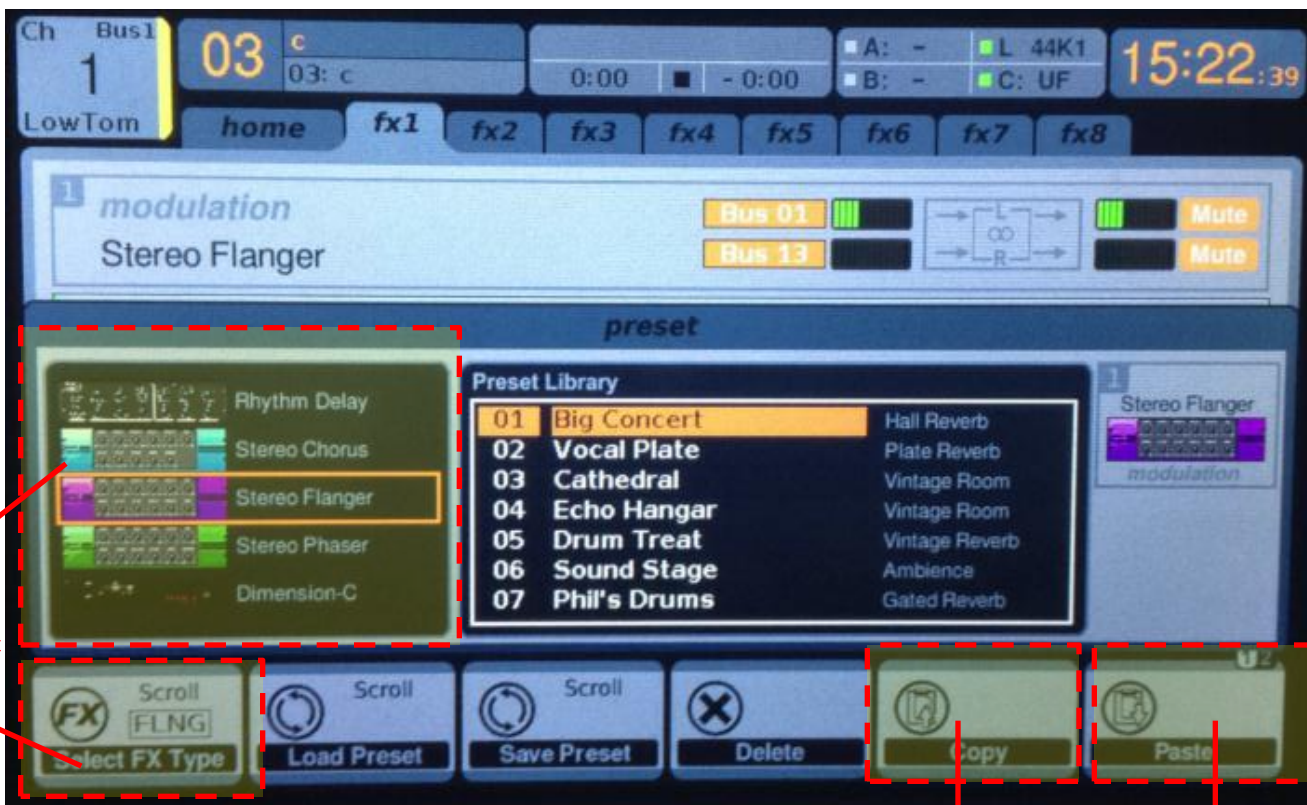 Ch Bus1
1
LowTom
03 c
03: c
0:00 - 0:00
A: - L 44K1
B: - C: UF
15:22:39
home fx1 fx2 fx3 fx4 fx5 fx6 fx7 fx8
1
modulation
Stereo Flanger
Bus 01 L Mute
Bus 13 R Mute
preset
Rhythm Delay
Stereo Chorus
Stereo Flanger
Stereo Phaser
Dimension-C
Preset Library
01 Big Concert Hall Reverb
02 Vocal Plate Plate Reverb
03 Cathedral Vintage Room
04 Echo Hangar Vintage Room
05 Drum Treat Vintage Reverb
06 Sound Stage Ambience
07 Phil's Drums Gated Reverb
1
Stereo Flanger
modulation
FX Scroll
FLNG
Select FX Type
Scroll
Load Preset
Scroll
Save Preset
Delete
Copy
1 2
Paste